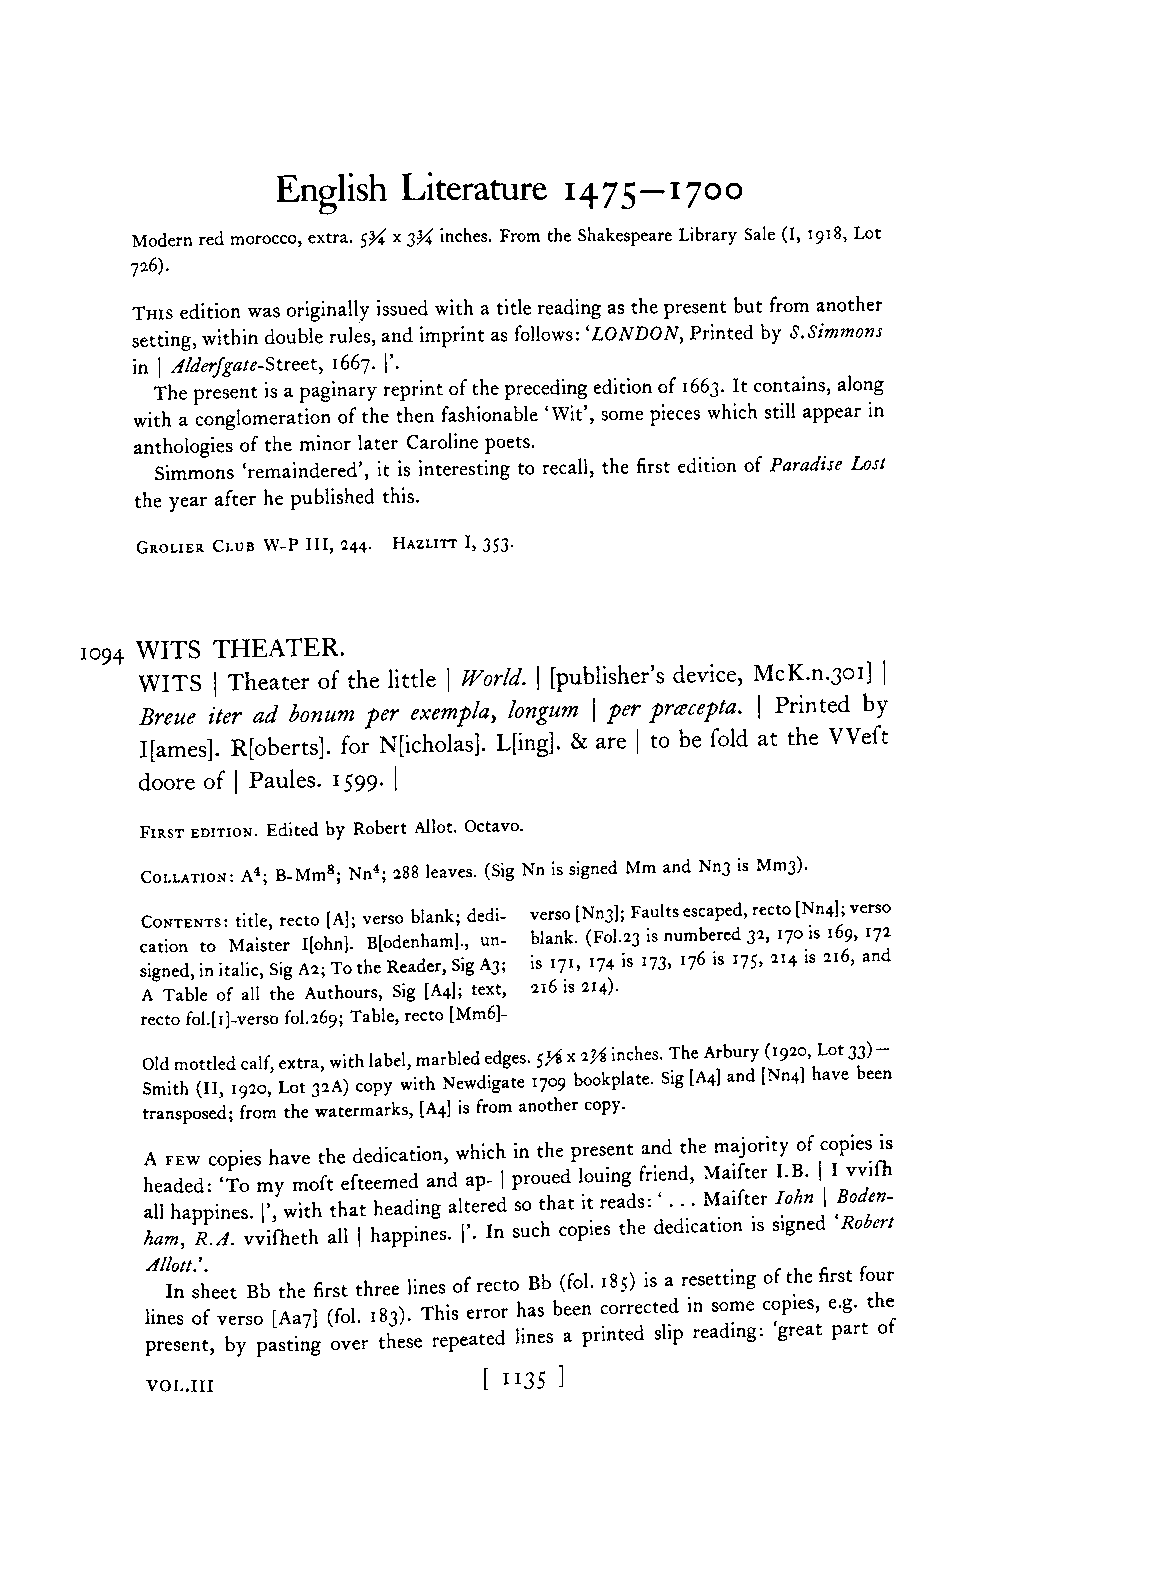 English Literature 1475—1700
Modern red morocco, extra. 5¾ x 3¾ inches. From the Shakespeare Library Sale (I, 1918, Lot
726).
THIS edition was originally issued with a title reading as the present but from another
setting, within double rules, and imprint as follows: ‘LONDON, Printed by S.Simmons
in | Alderſgate-Street, 1667. |’.
The present is a paginary reprint of the preceding edition of 1663. It contains, along
with a conglomeration of the then fashionable ‘Wit’, some pieces which still appear in
anthologies of the minor later Caroline poets.
Simmons ‘remaindered’, it is interesting to recall, the first edition of Paradise Lost
the year after he published this.
GROLIER CLUB W-P III, 244. HAZLITT I, 353.
1094 WITS THEATER.
WITS | Theater of the little | World. | [publisher’s device, McK.n.301] |
Breue iter ad bonum per exempla, longum | per præcepta. | Printed by
I[ames]. R[oberts]. for N[icholas]. L[ing]. & are | to be ſold at the VVeſt
doore of | Paules. 1599. |
FIRST EDITION. Edited by Robert Allot. Octavo.
COLLATION: A⁴; B-Mm⁸; Nn⁴; 288 leaves. (Sig Nn is signed Mm and Nn3 is Mm3).
CONTENTS: title, recto [A]; verso blank; dedi-
cation to Maister I[ohn]. B[odenham]., un-
signed, in italic, Sig A2; To the Reader, Sig A3;
A Table of all the Authours, Sig [A4]; text,
recto fol.[1]-verso fol.269; Table, recto [Mm6]-
verso [Nn3]; Faults escaped, recto [Nn4]; verso
blank. (Fol.23 is numbered 32, 170 is 169, 172
is 171, 174 is 173, 176 is 175, 214 is 216, and
216 is 214).
Old mottled calf, extra, with label, marbled edges. 5⅛ x 2⅞ inches. The Arbury (1920, Lot 33)—
Smith (II, 1920, Lot 32A) copy with Newdigate 1709 bookplate. Sig [A4] and [Nn4] have been
transposed; from the watermarks, [A4] is from another copy.
A FEW copies have the dedication, which in the present and the majority of copies is
headed: ‘To my moſt eſteemed and ap- | proued louing friend, Maiſter I.B. | I vviſh
all happines. |’, with that heading altered so that it reads: ‘ . . . Maiſter Iohn | Boden-
ham, R.A. vviſheth all | happines. |’. In such copies the dedication is signed ‘Robert
Allott.’.
In sheet Bb the first three lines of recto Bb (fol. 185) is a resetting of the first four
lines of verso [Aa7] (fol. 183). This error has been corrected in some copies, e.g. the
present, by pasting over these repeated lines a printed slip reading: ‘great part of
VOL.III [ 1135 ]